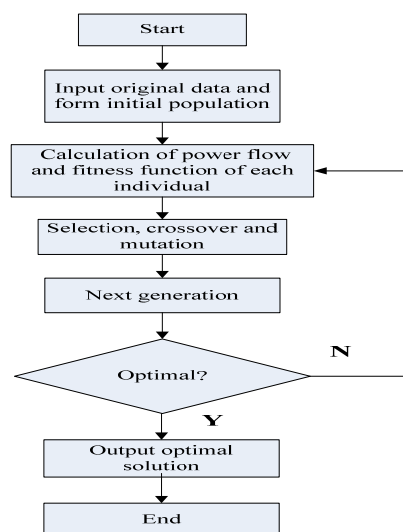 Start
Input original data and
form initial population
Calculation of power flow
and fitness function of each
individual
Selection, crossover and
mutation
Next generation
Optimal?
N
Y
Output optimal
solution
End